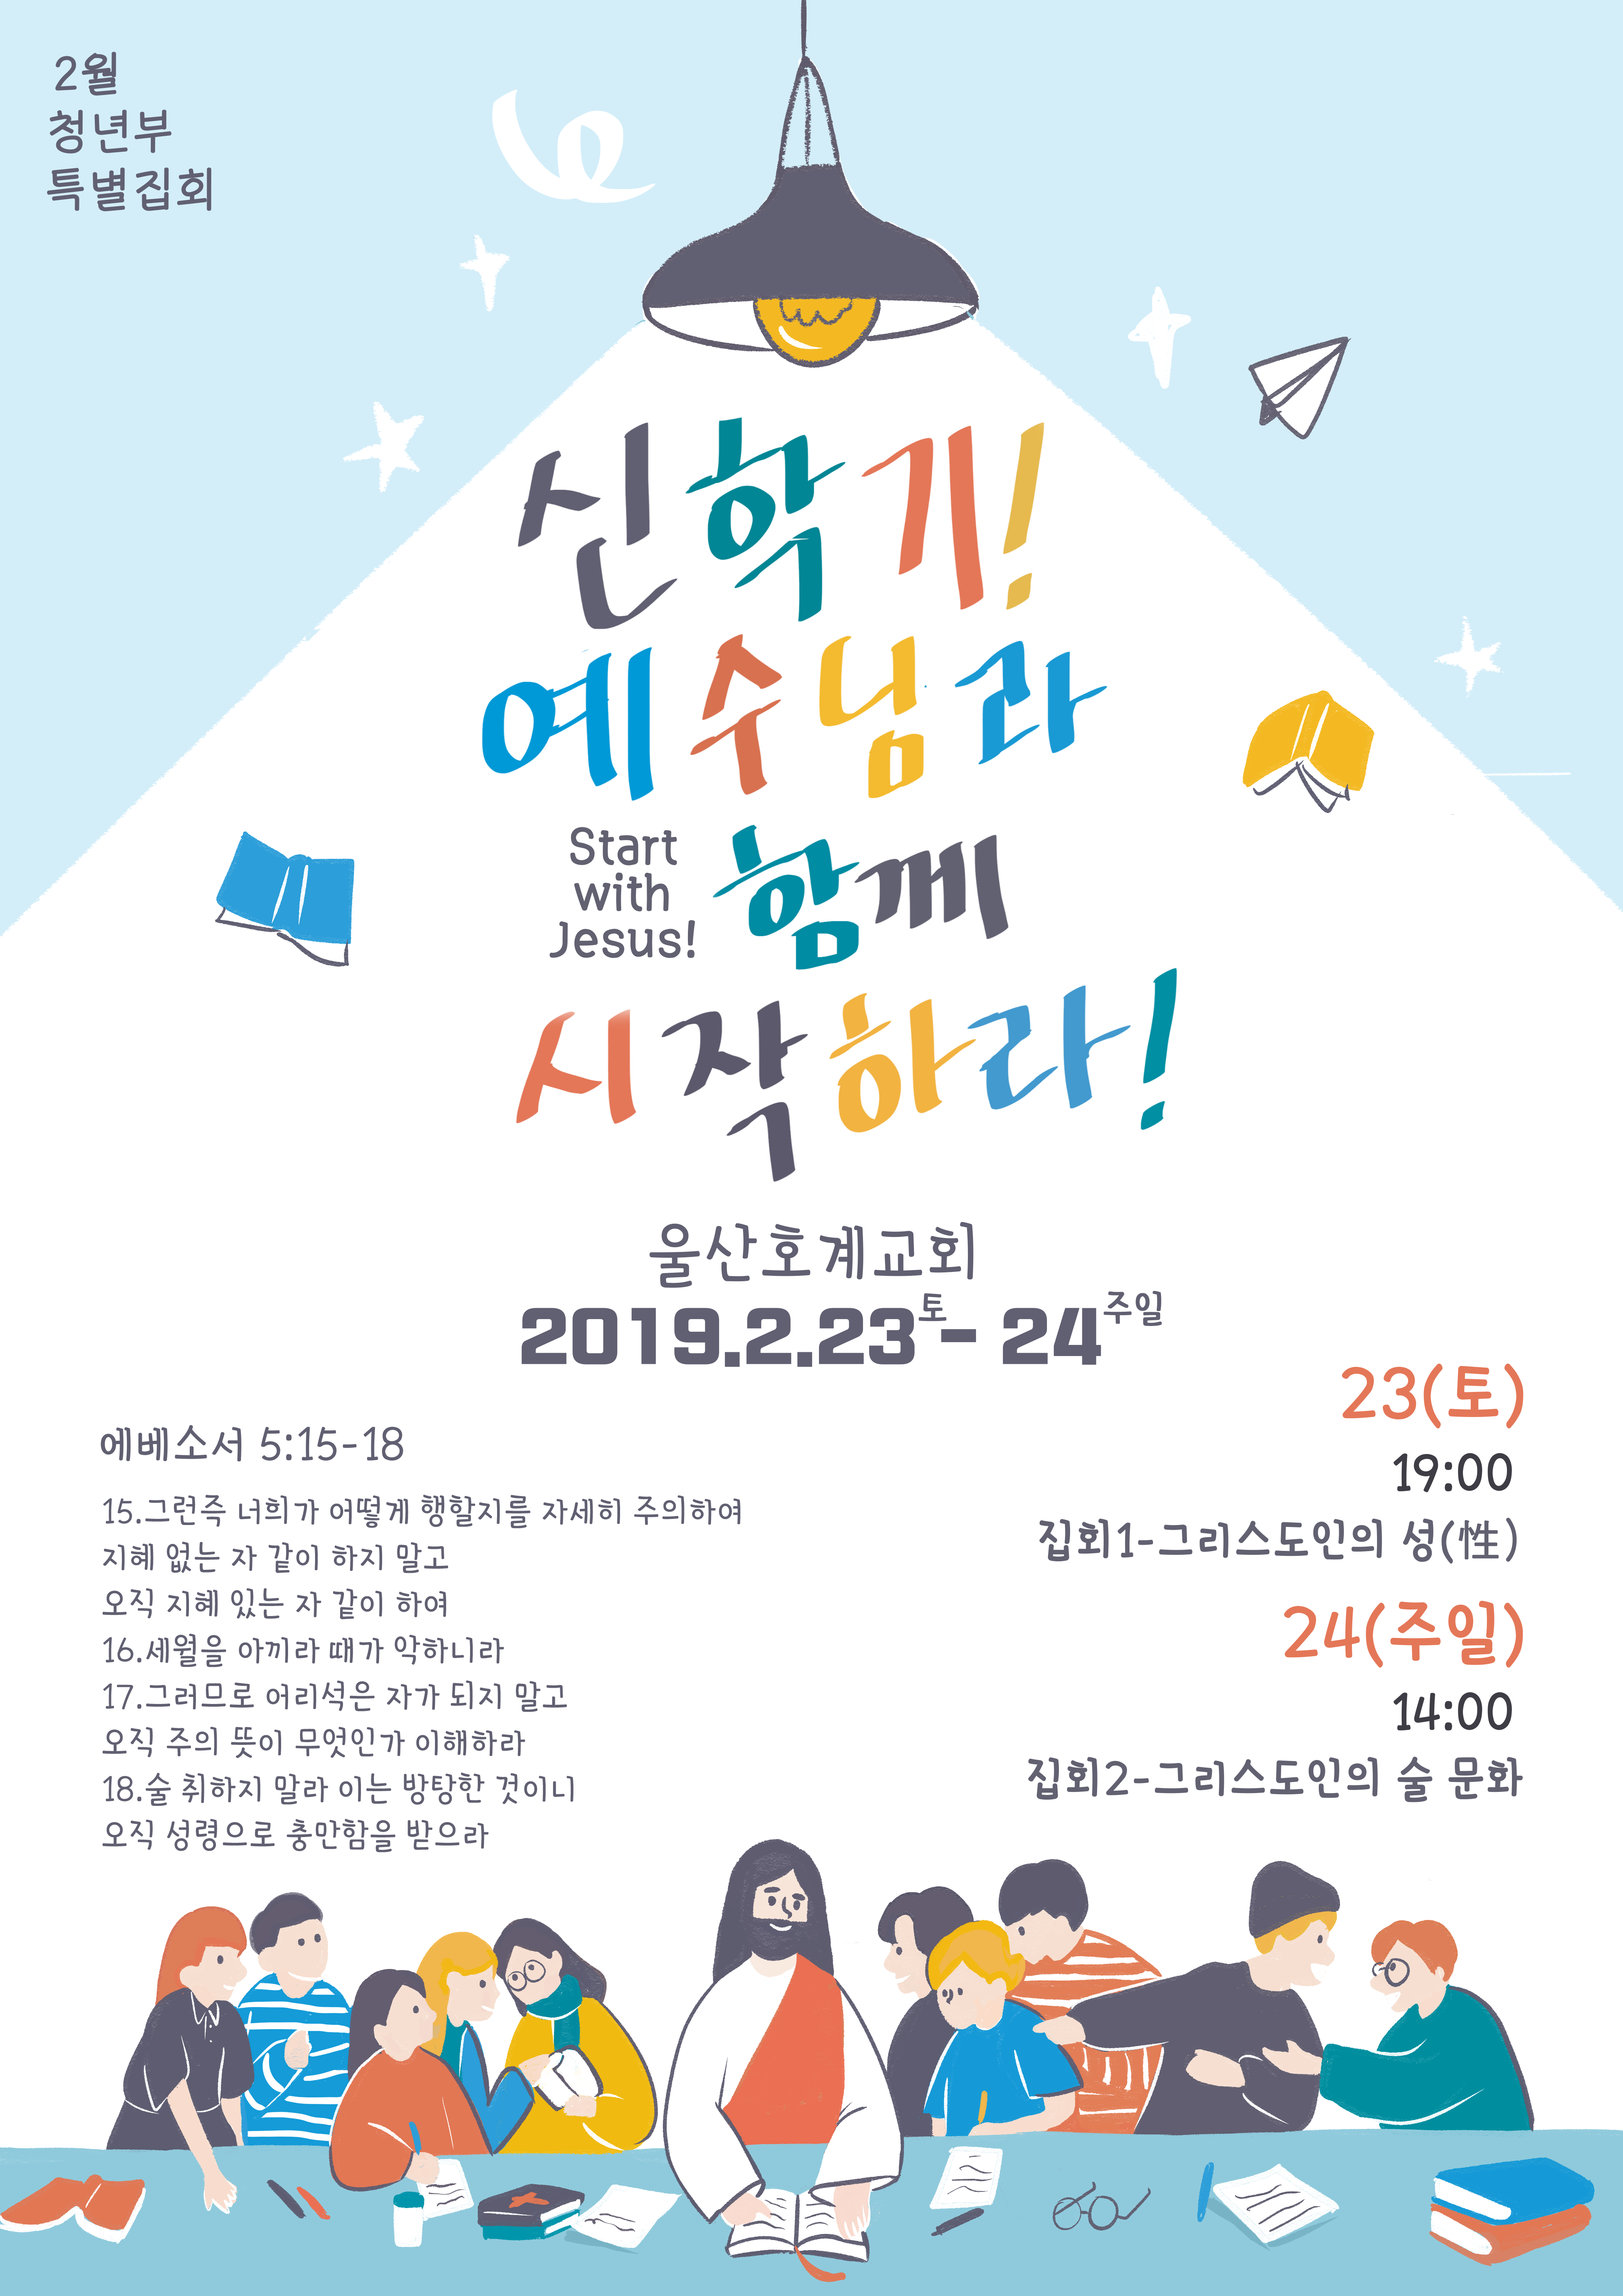 2월
청년부
특별집회
신학기!
예수님라
Start
with
Jesus!
함께
시작하라!
울산호계교회
2019.2.23토- 24주일
23(토)
19:00
집회1-그리스도인의 성(性)
24(주일)
14:00
집회2-그리스도인의 술 문화
에베소서 5:15-18
15.그런즉 너희가 어떻게 행할지를 자세히 주의하여
지혜 없는 자 같이 하지 말고
오직 지혜 있는 자 같이 하여
16.세월을 아끼라 때가 악하니라
17.그러므로 어리석은 자가 되지 말고
오직 주의 뜻이 무엇인가 이해하라
18.술 취하지 말라 이는 방탕한 것이니
오직 성령으로 충만함을 받으라